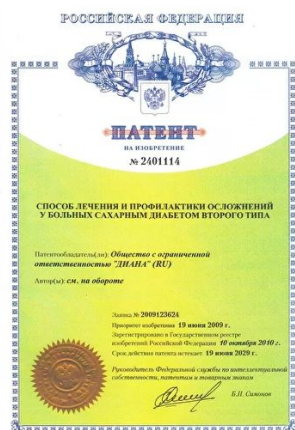 РОССИЙСКАЯ ФЕДЕРАЦИЯ
ПАТЕНТ
НА ИЗОБРЕТЕНИЕ
№ 2401114
СПОСОБ ЛЕЧЕНИЯ И ПРОФИЛАКТИКИ ОСЛОЖНЕНИЙ
У БОЛЬНЫХ САХАРНЫМ ДИАБЕТОМ ВТОРОГО ТИПА
Патентообладатель(ли): Общество с ограниченной
ответственностью "ДИАНА" (RU)
Автор(ы): см. на обороте
Заявка № 2009123624
Приоритет изобретения 19 июня 2009 г.
Зарегистрировано в Государственном реестре
изобретений Российской Федерации 10 октября 2010 г.
Срок действия патента истекает 19 июня 2029 г.
Руководитель Федеральной службы по интеллектуальной
собственности, патентам и товарным знакам
Б.П. Симонов